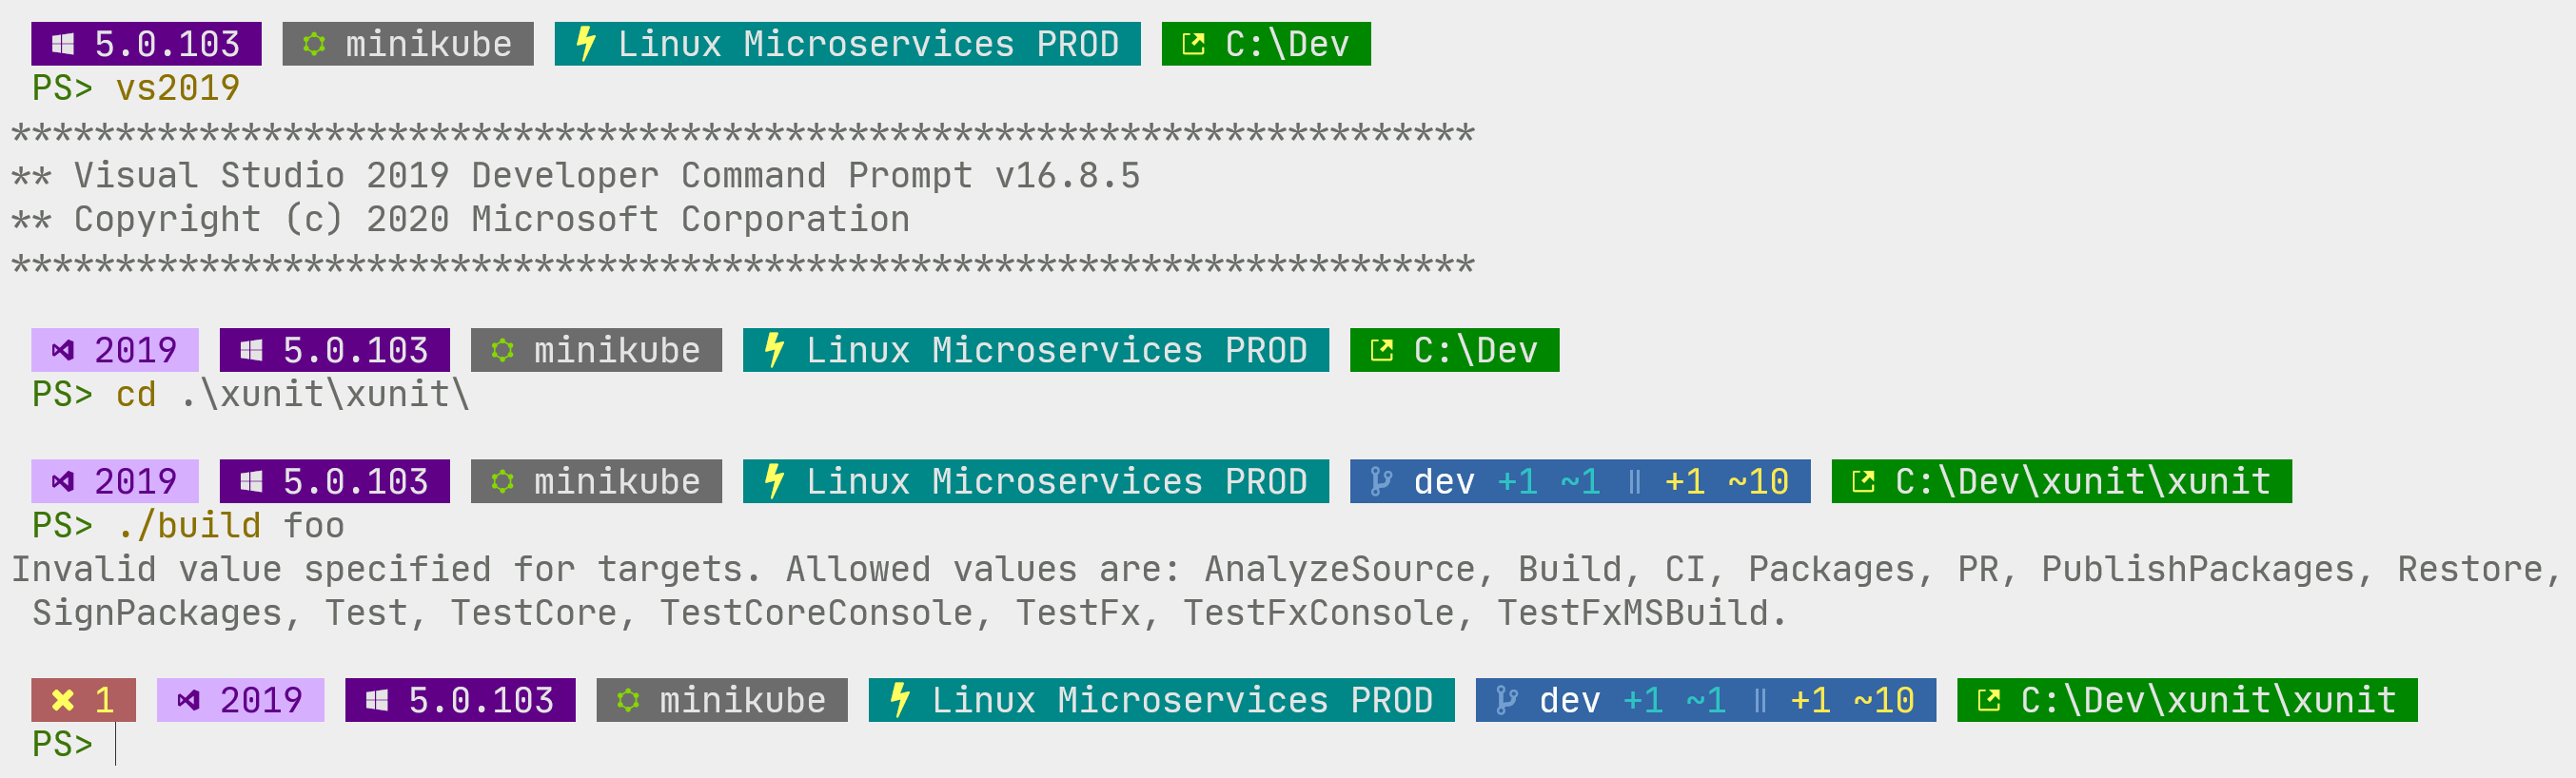 5.0.103 minikube Linux Microservices PROD C:\Dev
PS> vs2019
**********************************************************************
** Visual Studio 2019 Developer Command Prompt v16.8.5
** Copyright (c) 2020 Microsoft Corporation
**********************************************************************
2019 5.0.103 minikube Linux Microservices PROD C:\Dev
PS> cd .\xunit\xunit\
2019 5.0.103 minikube Linux Microservices PROD dev +1 ~1 || +1 ~10 C:\Dev\xunit\xunit
PS> ./build foo
Invalid value specified for targets. Allowed values are: AnalyzeSource, Build, CI, Packages, PR, PublishPackages, Restore,
SignPackages, Test, TestCore, TestCoreConsole, TestFx, TestFxConsole, TestFxMSBuild.
✖ 1 2019 5.0.103 minikube Linux Microservices PROD dev +1 ~1 || +1 ~10 C:\Dev\xunit\xunit
PS>